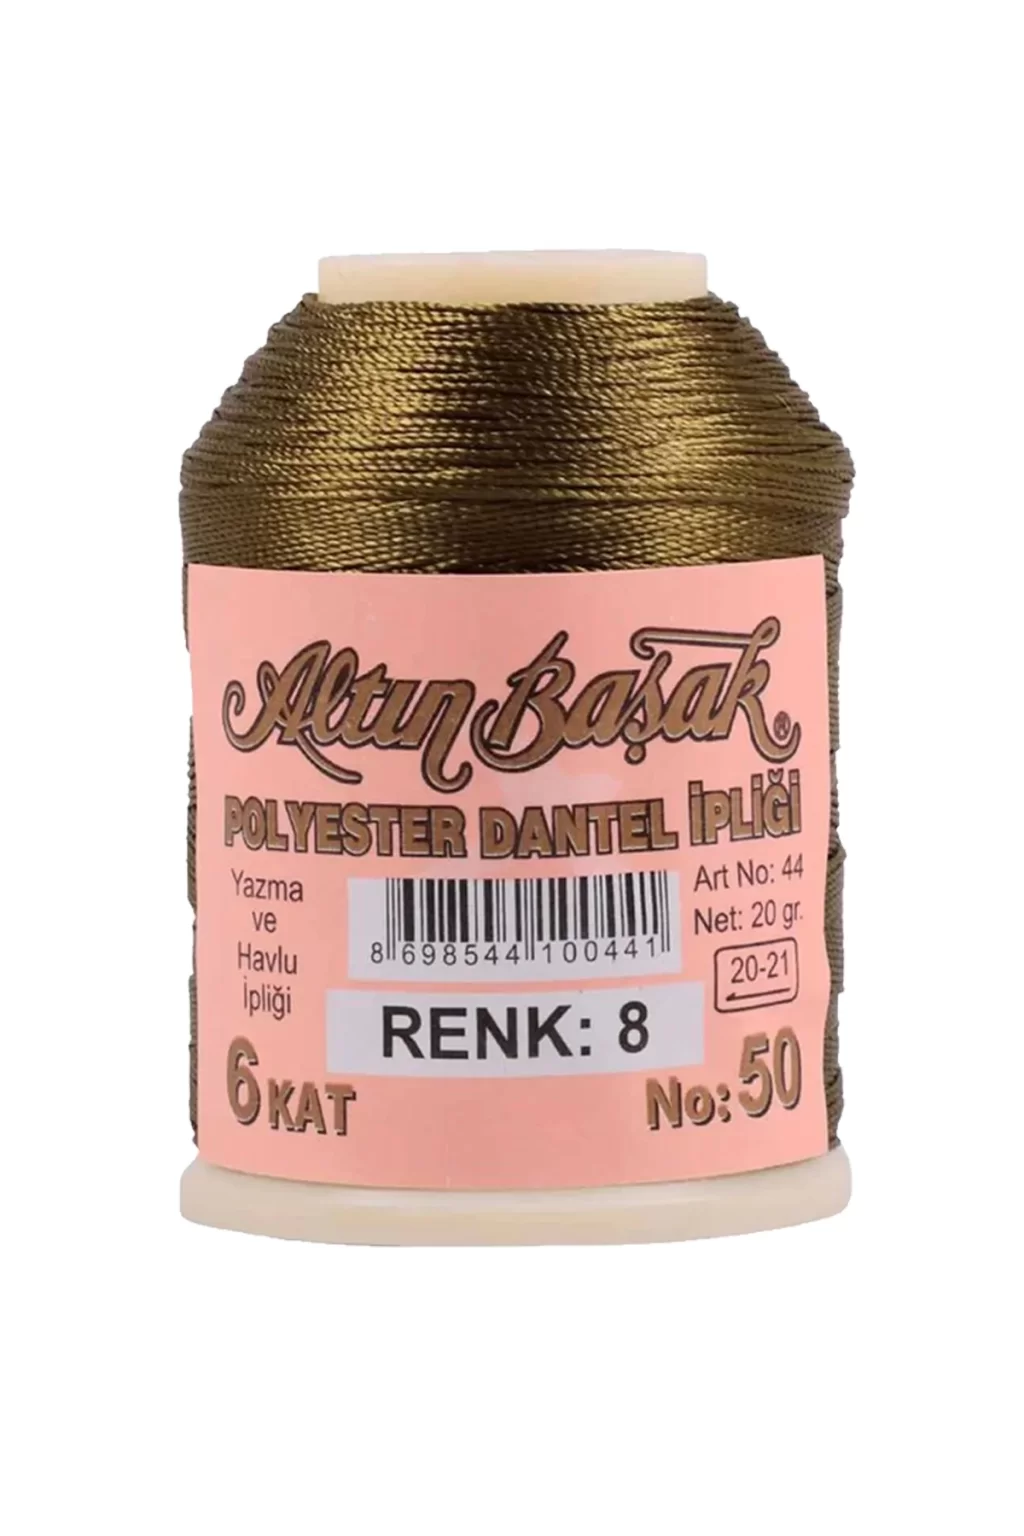 Altın Başak ®
POLYESTER DANTEL İPLİĞİ
Yazma
ve
Havlu
İpliği
8 698544 100441
Art No: 44
Net: 20 gr.
20-21
RENK: 8
6 KAT
No: 50